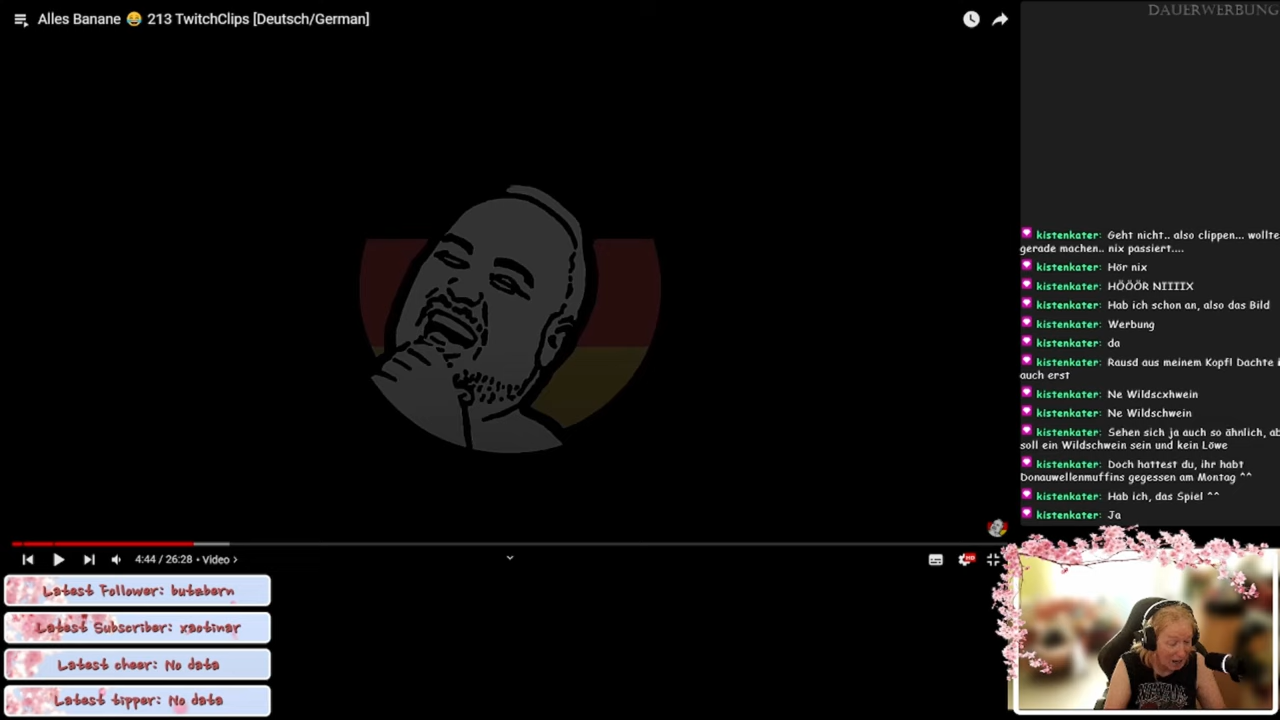 Alles Banane 😂 213 TwitchClips [Deutsch/German]
DAUERWERBUNG
kistenkater: Geht nicht.. also clippen... wollte
gerade machen.. nix passiert....
kistenkater: Hör nix
kistenkater: HÖÖÖR NIIIIX
kistenkater: Hab ich schon an, also das Bild
kistenkater: Werbung
kistenkater: da
kistenkater: Rausd aus meinem Kopf! Dachte i
auch erst
kistenkater: Ne Wildscxhwein
kistenkater: Ne Wildschwein
kistenkater: Sehen sich ja auch so ähnlich, ab
soll ein Wildschwein sein und kein Löwe
kistenkater: Doch hattest du, ihr habt
Donauwellenmuffins gegessen am Montag ^^
kistenkater: Hab ich, das Spiel ^^
kistenkater: Ja
4:44 / 26:28 • Video ›
HD
Latest Follower: butabern
Latest Subscriber: xaotinar
Latest cheer: No data
Latest tipper: No data